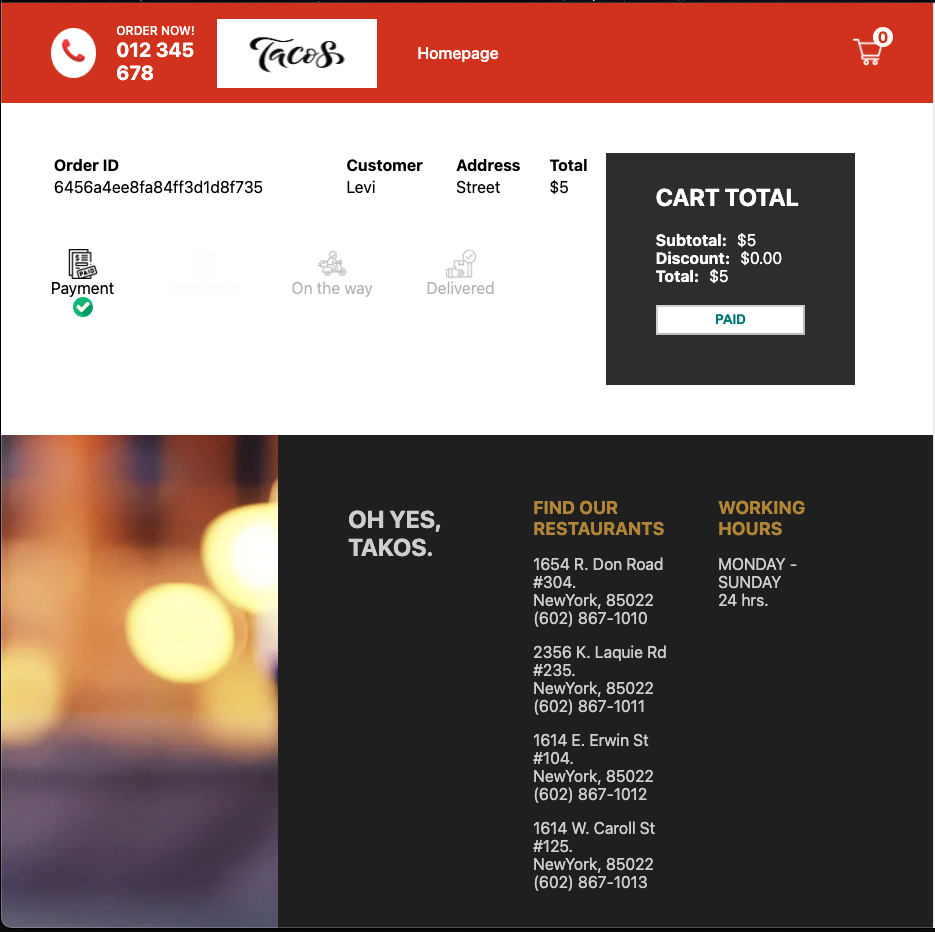 ORDER NOW!
012 345
678
Tacos
Homepage
0
Order ID
6456a4ee8fa84ff3d1d8f735
Customer
Levi
Address
Street
Total
$5
PAID
Payment
Preparing
On the way
Delivered
CART TOTAL
Subtotal: $5
Discount: $0.00
Total: $5
PAID
OH YES,
TAKOS.
FIND OUR
RESTAURANTS
1654 R. Don Road
#304.
NewYork, 85022
(602) 867-1010
2356 K. Laquie Rd
#235.
NewYork, 85022
(602) 867-1011
1614 E. Erwin St
#104.
NewYork, 85022
(602) 867-1012
1614 W. Caroll St
#125.
NewYork, 85022
(602) 867-1013
WORKING
HOURS
MONDAY -
SUNDAY
24 hrs.